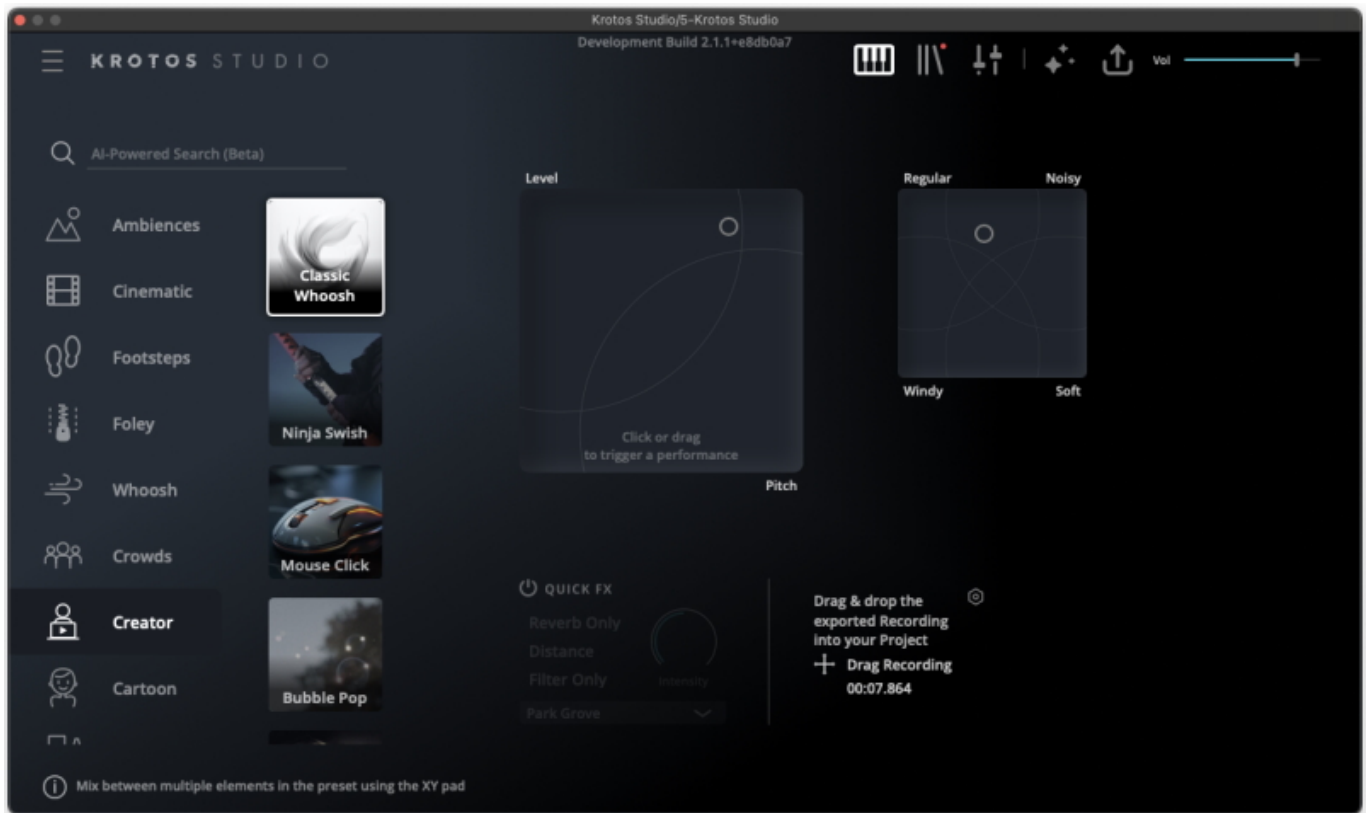 Krotos Studio/5-Krotos Studio
Development Build 2.1.1+e8db0a7
KROTOS STUDIO
Vol
AI-Powered Search (Beta)
Ambiences
Cinematic
Footsteps
Foley
Whoosh
Crowds
Creator
Cartoon
Classic
Whoosh
Ninja Swish
Mouse Click
Bubble Pop
Level
Click or drag
to trigger a performance
Pitch
Regular
Noisy
Windy
Soft
QUICK FX
Reverb Only
Distance
Filter Only
Intensity
Park Grove
Drag & drop the
exported Recording
into your Project
Drag Recording
00:07.864
Mix between multiple elements in the preset using the XY pad